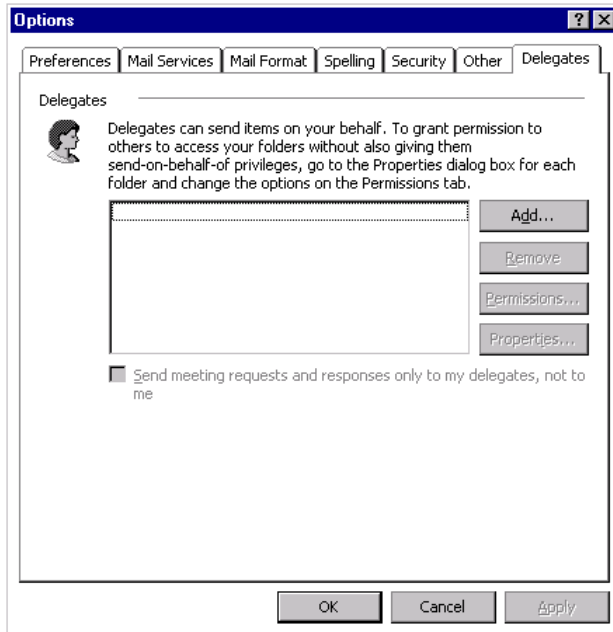 Options
Preferences Mail Services Mail Format Spelling Security Other Delegates
Delegates
Delegates can send items on your behalf. To grant permission to
others to access your folders without also giving them
send-on-behalf-of privileges, go to the Properties dialog box for each
folder and change the options on the Permissions tab.
Add...
Remove
Permissions...
Properties...
Send meeting requests and responses only to my delegates, not to
me
OK Cancel Apply